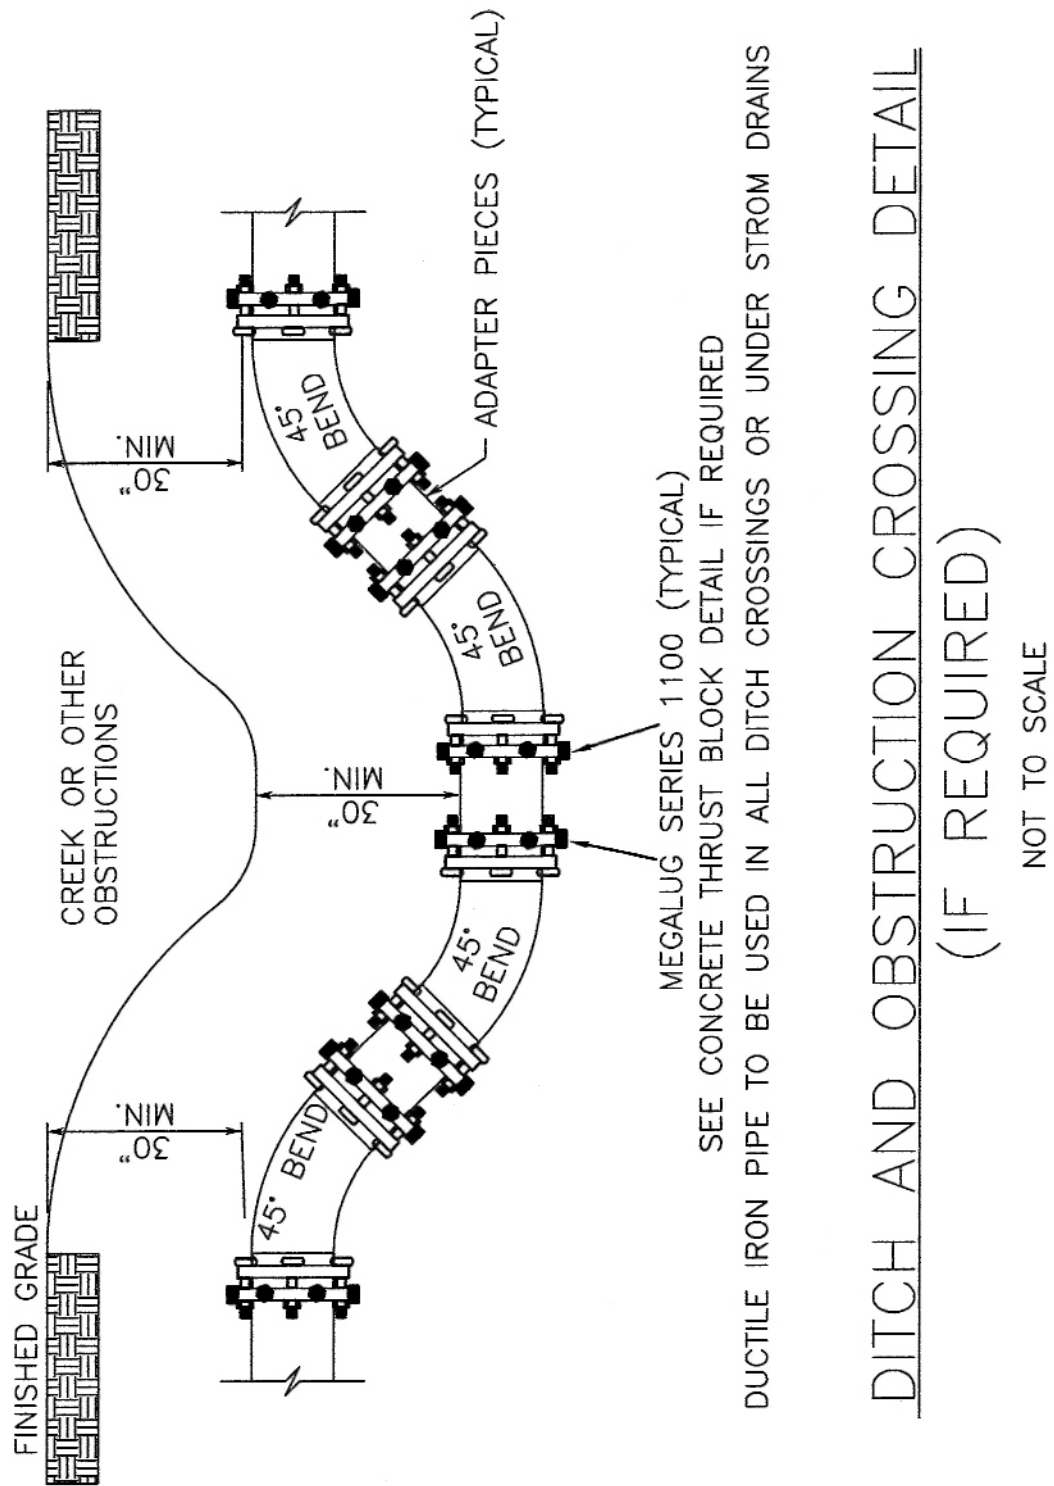 FINISHED GRADE
CREEK OR OTHER
OBSTRUCTIONS
30"
MIN.
30"
MIN.
30"
MIN.
45° BEND
45°
BEND
45°
BEND
45°
BEND
ADAPTER PIECES (TYPICAL)
MEGALUG SERIES 1100 (TYPICAL)
SEE CONCRETE THRUST BLOCK DETAIL IF REQUIRED
DUCTILE IRON PIPE TO BE USED IN ALL DITCH CROSSINGS OR UNDER STROM DRAINS
DITCH AND OBSTRUCTION CROSSING DETAIL
(IF REQUIRED)
NOT TO SCALE